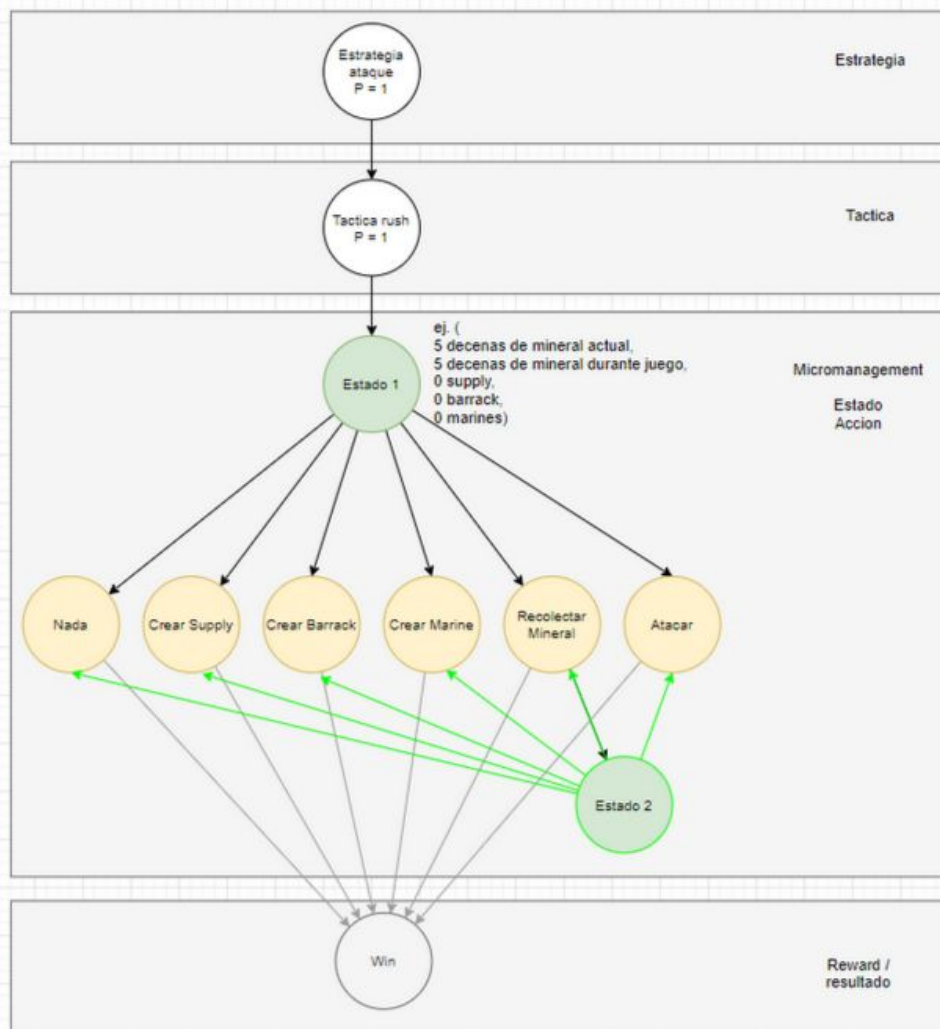 Estrategia
ataque
P = 1
Estrategia
Tactica rush
P = 1
Tactica
Estado 1
ej. (
5 decenas de mineral actual,
5 decenas de mineral durante juego,
0 supply,
0 barrack,
0 marines)
Micromanagement
Estado
Accion
Nada
Crear Supply
Crear Barrack
Crear Marine
Recolectar
Mineral
Atacar
Estado 2
Win
Reward /
resultado